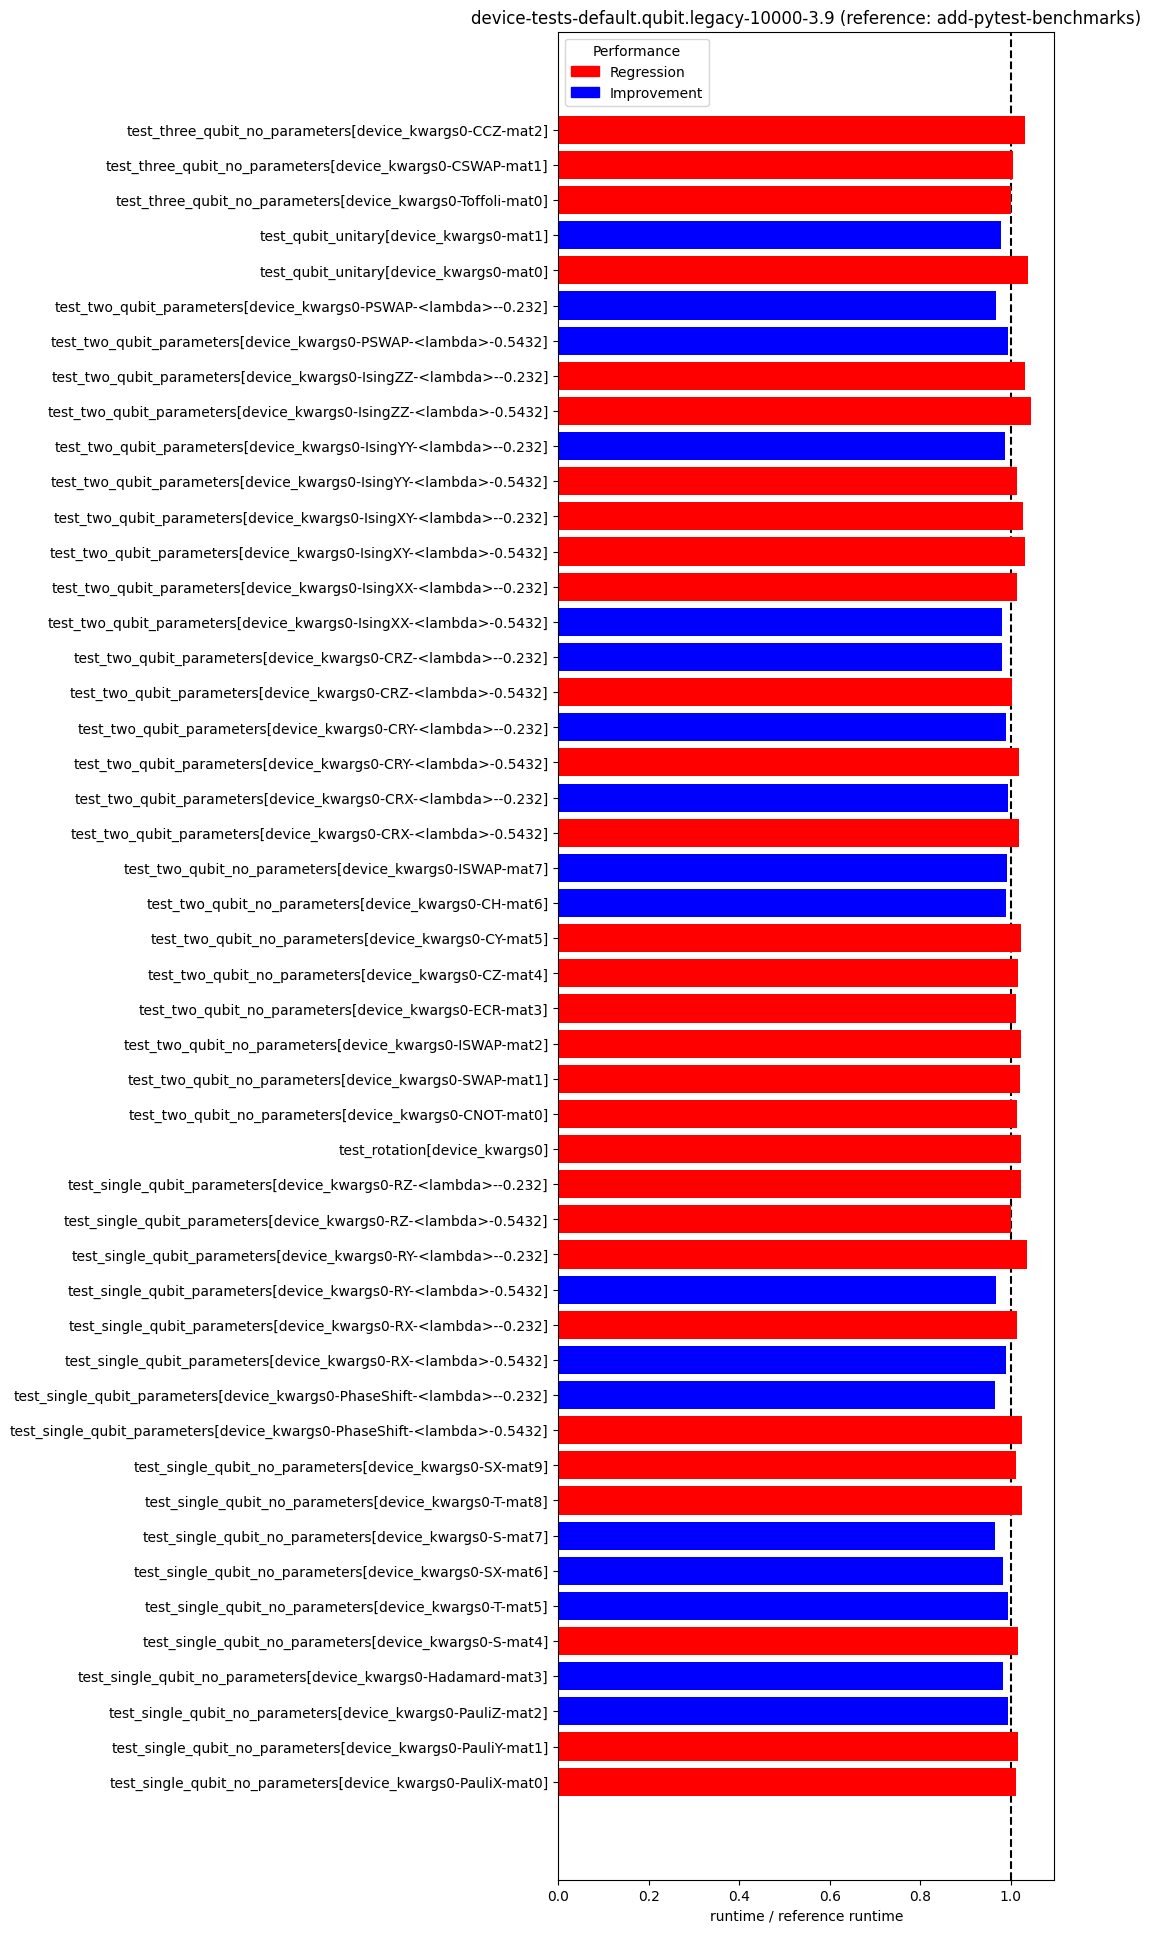 device-tests-default.qubit.legacy-10000-3.9 (reference: add-pytest-benchmarks)
Performance
Regression
Improvement
test_three_qubit_no_parameters[device_kwargs0-CCZ-mat2]
test_three_qubit_no_parameters[device_kwargs0-CSWAP-mat1]
test_three_qubit_no_parameters[device_kwargs0-Toffoli-mat0]
test_qubit_unitary[device_kwargs0-mat1]
test_qubit_unitary[device_kwargs0-mat0]
test_two_qubit_parameters[device_kwargs0-PSWAP-<lambda>--0.232]
test_two_qubit_parameters[device_kwargs0-PSWAP-<lambda>-0.5432]
test_two_qubit_parameters[device_kwargs0-IsingZZ-<lambda>--0.232]
test_two_qubit_parameters[device_kwargs0-IsingZZ-<lambda>-0.5432]
test_two_qubit_parameters[device_kwargs0-IsingYY-<lambda>--0.232]
test_two_qubit_parameters[device_kwargs0-IsingYY-<lambda>-0.5432]
test_two_qubit_parameters[device_kwargs0-IsingXY-<lambda>--0.232]
test_two_qubit_parameters[device_kwargs0-IsingXY-<lambda>-0.5432]
test_two_qubit_parameters[device_kwargs0-IsingXX-<lambda>--0.232]
test_two_qubit_parameters[device_kwargs0-IsingXX-<lambda>-0.5432]
test_two_qubit_parameters[device_kwargs0-CRZ-<lambda>--0.232]
test_two_qubit_parameters[device_kwargs0-CRZ-<lambda>-0.5432]
test_two_qubit_parameters[device_kwargs0-CRY-<lambda>--0.232]
test_two_qubit_parameters[device_kwargs0-CRY-<lambda>-0.5432]
test_two_qubit_parameters[device_kwargs0-CRX-<lambda>--0.232]
test_two_qubit_parameters[device_kwargs0-CRX-<lambda>-0.5432]
test_two_qubit_no_parameters[device_kwargs0-ISWAP-mat7]
test_two_qubit_no_parameters[device_kwargs0-CH-mat6]
test_two_qubit_no_parameters[device_kwargs0-CY-mat5]
test_two_qubit_no_parameters[device_kwargs0-CZ-mat4]
test_two_qubit_no_parameters[device_kwargs0-ECR-mat3]
test_two_qubit_no_parameters[device_kwargs0-ISWAP-mat2]
test_two_qubit_no_parameters[device_kwargs0-SWAP-mat1]
test_two_qubit_no_parameters[device_kwargs0-CNOT-mat0]
test_rotation[device_kwargs0]
test_single_qubit_parameters[device_kwargs0-RZ-<lambda>--0.232]
test_single_qubit_parameters[device_kwargs0-RZ-<lambda>-0.5432]
test_single_qubit_parameters[device_kwargs0-RY-<lambda>--0.232]
test_single_qubit_parameters[device_kwargs0-RY-<lambda>-0.5432]
test_single_qubit_parameters[device_kwargs0-RX-<lambda>--0.232]
test_single_qubit_parameters[device_kwargs0-RX-<lambda>-0.5432]
test_single_qubit_parameters[device_kwargs0-PhaseShift-<lambda>--0.232]
test_single_qubit_parameters[device_kwargs0-PhaseShift-<lambda>-0.5432]
test_single_qubit_no_parameters[device_kwargs0-SX-mat9]
test_single_qubit_no_parameters[device_kwargs0-T-mat8]
test_single_qubit_no_parameters[device_kwargs0-S-mat7]
test_single_qubit_no_parameters[device_kwargs0-SX-mat6]
test_single_qubit_no_parameters[device_kwargs0-T-mat5]
test_single_qubit_no_parameters[device_kwargs0-S-mat4]
test_single_qubit_no_parameters[device_kwargs0-Hadamard-mat3]
test_single_qubit_no_parameters[device_kwargs0-PauliZ-mat2]
test_single_qubit_no_parameters[device_kwargs0-PauliY-mat1]
test_single_qubit_no_parameters[device_kwargs0-PauliX-mat0]
0.0 0.2 0.4 0.6 0.8 1.0
runtime / reference runtime